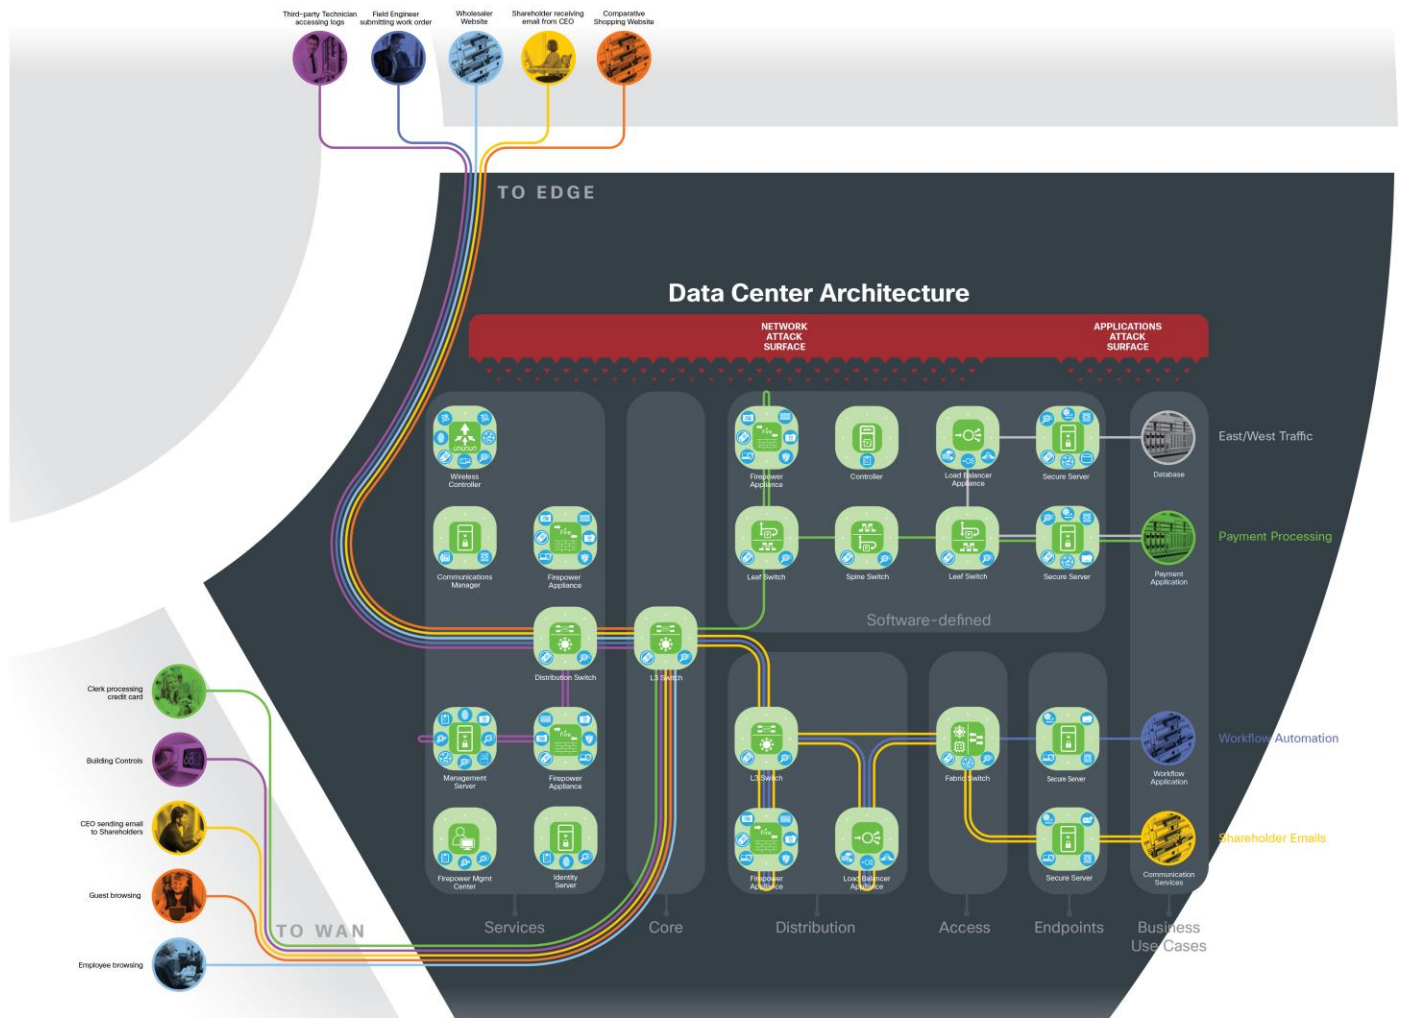 Third-party Technician
accessing logs
Field Engineer
submitting work order
Wholesaler
Website
Shareholder receiving
email from CEO
Comparative
Shopping Website
TO EDGE
Data Center Architecture
NETWORK
ATTACK
SURFACE
APPLICATIONS
ATTACK
SURFACE
Wireless
Controller
Firepower
Appliance
Controller
Load Balancer
Appliance
Secure Server
Database
East/West Traffic
Communications
Manager
Firepower
Appliance
Leaf Switch
Spine Switch
Leaf Switch
Secure Server
Payment
Application
Payment Processing
Software-defined
Distribution Switch
L3 Switch
Clerk processing
credit card
Building Controls
CEO sending email
to Shareholders
Guest browsing
Employee browsing
TO WAN
Management
Server
Firepower
Appliance
L3 Switch
Fabric Switch
Secure Server
Workflow
Application
Workflow Automation
Firepower Mgmt
Center
Identity
Server
Firepower
Appliance
Load Balancer
Appliance
Secure Server
Communication
Services
Shareholder Emails
Services
Core
Distribution
Access
Endpoints
Business
Use Cases